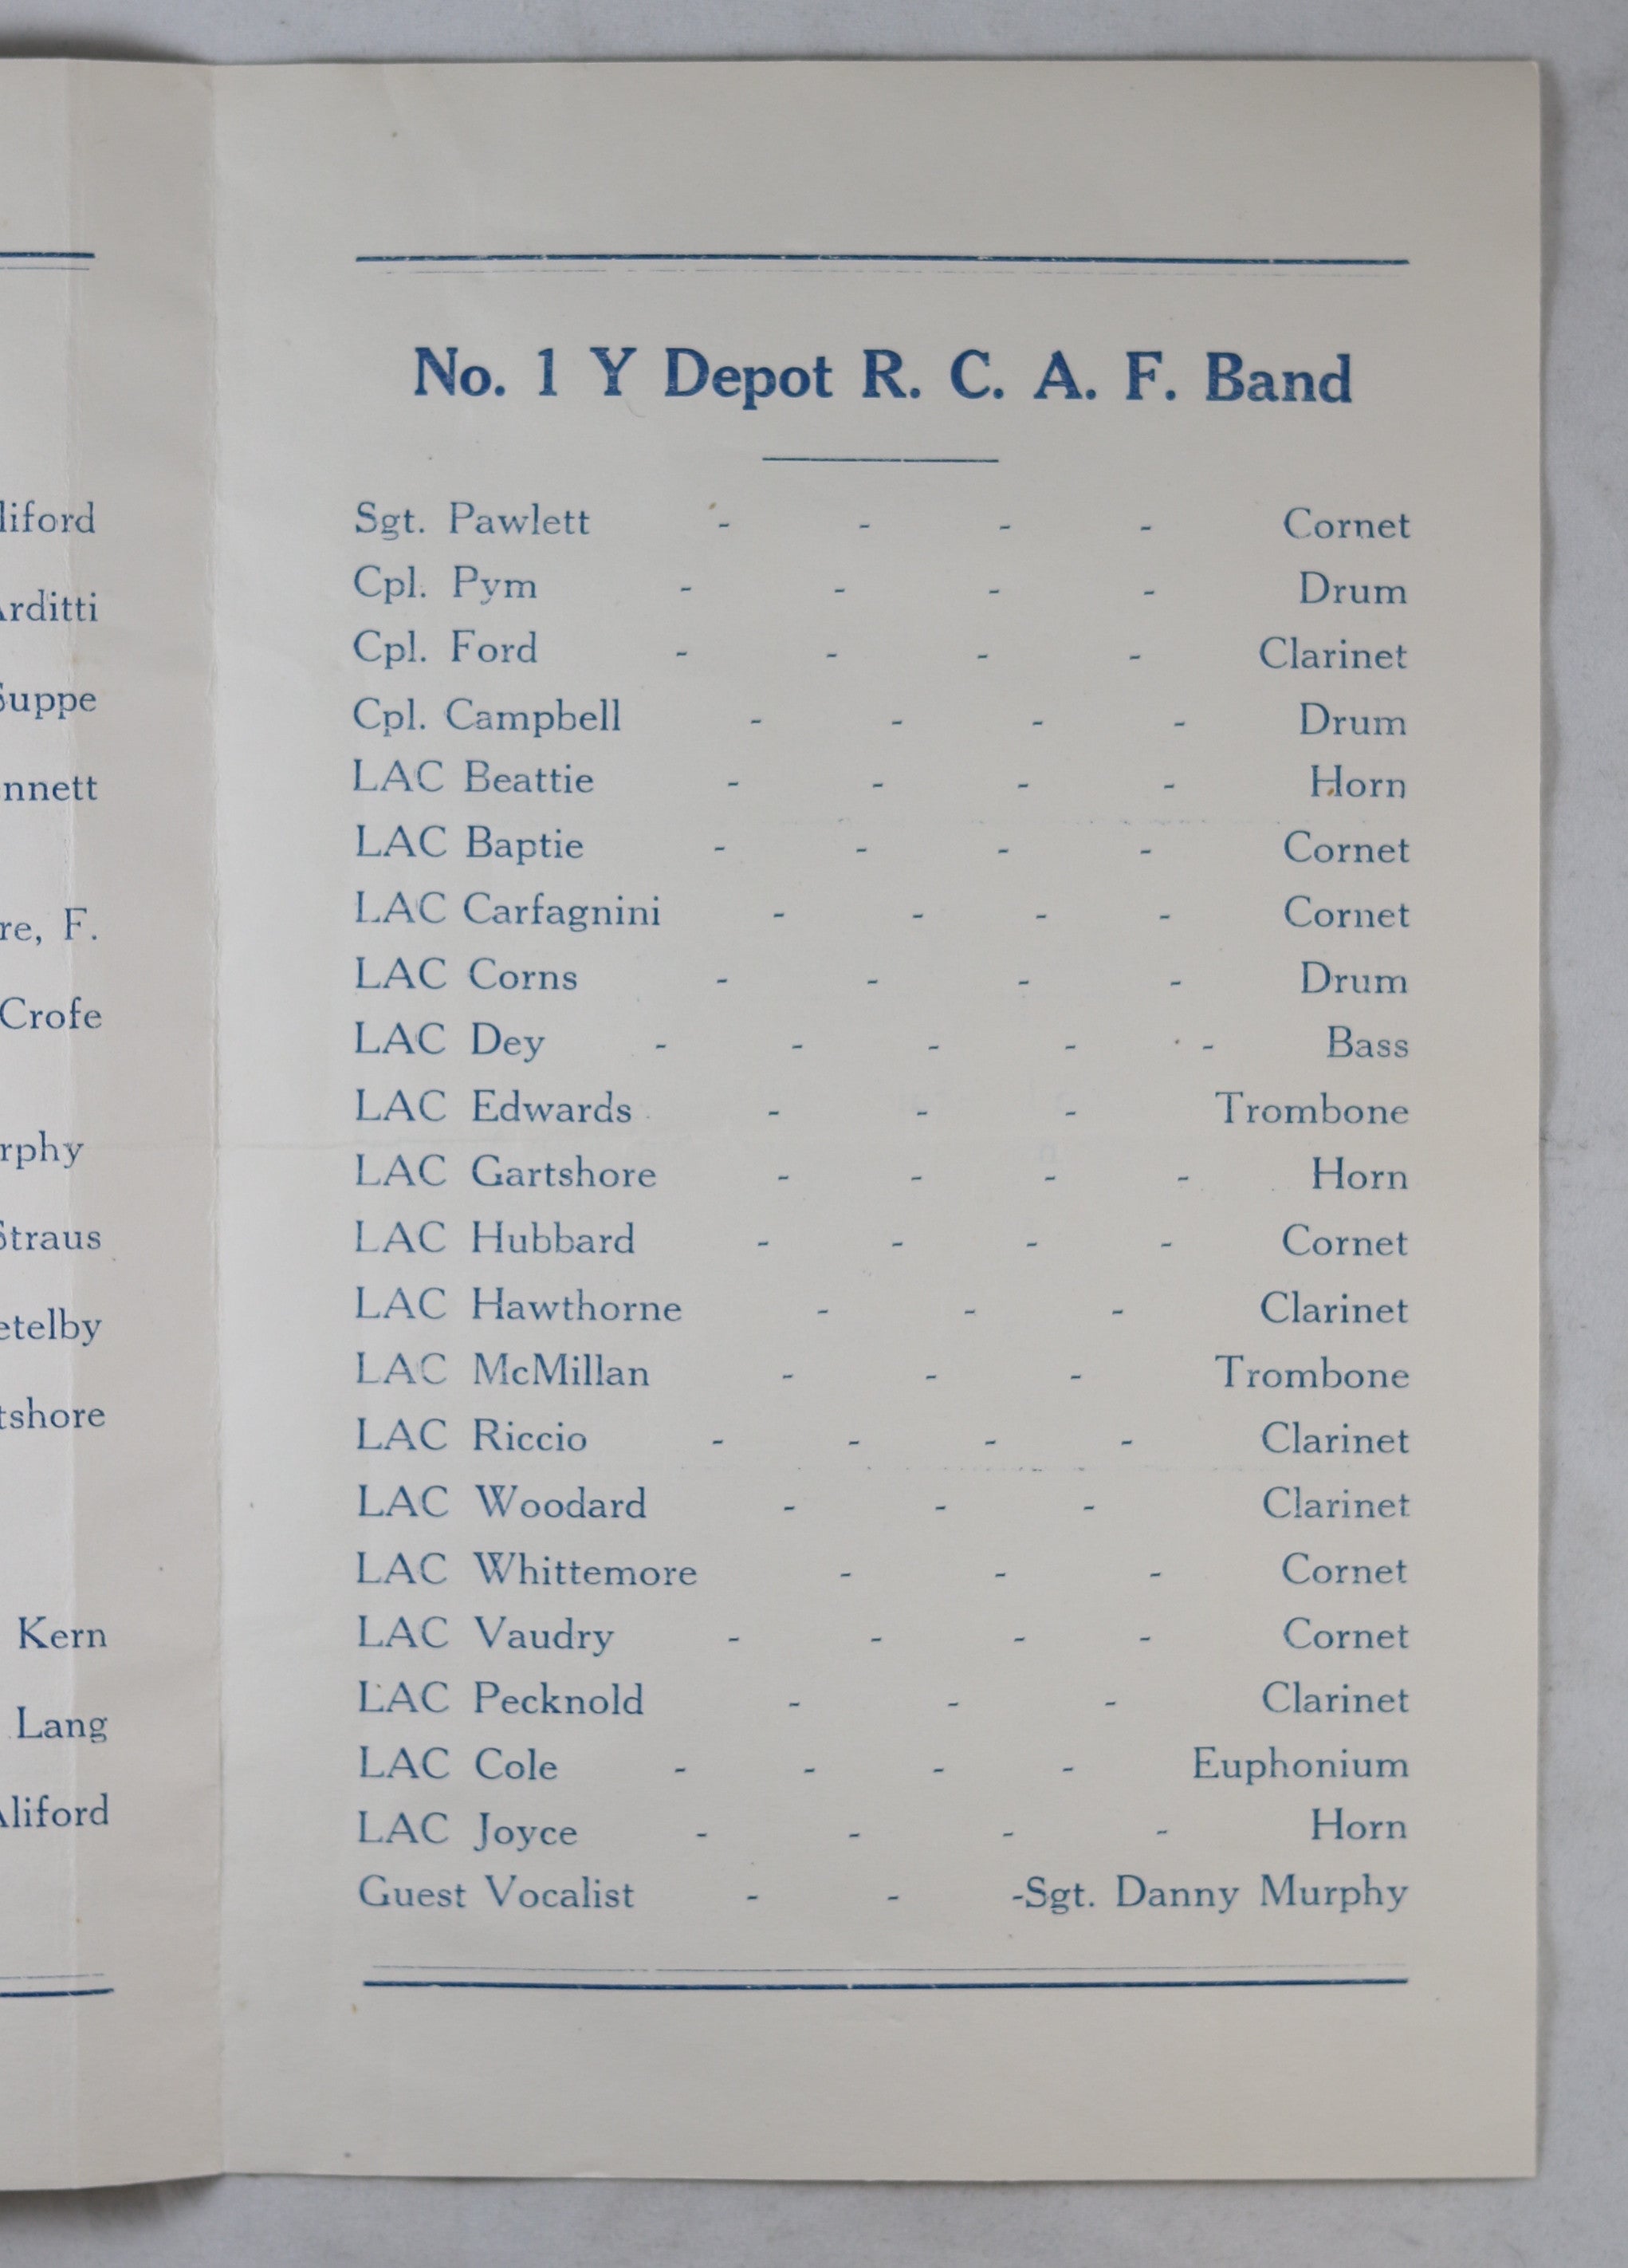 Kern
Lang
No. 1 Y Depot R. C. A. F. Band
Sgt. Pawlett - - - - Cornet
Cpl. Pym - - - - Drum
Cpl. Ford - - - - Clarinet
Cpl. Campbell - - - - Drum
LAC Beattie - - - - Horn
LAC Baptie - - - - Cornet
LAC Carfagnini - - - - Cornet
LAC Corns - - - - Drum
LAC Dey - - - - - Bass
LAC Edwards - - - Trombone
LAC Gartshore - - - - Horn
LAC Hubbard - - - - Cornet
LAC Hawthorne - - - Clarinet
LAC McMillan - - - Trombone
LAC Riccio - - - - Clarinet
LAC Woodard - - - Clarinet
LAC Whittemore - - - Cornet
LAC Vaudry - - - - Cornet
LAC Pecknold - - - Clarinet
LAC Cole - - - - Euphonium
LAC Joyce - - - - Horn
Guest Vocalist - - -Sgt. Danny Murphy